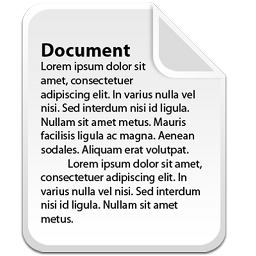 Document
Lorem ipsum dolor sit
amet, consectetuer
adipiscing elit. In varius nulla vel
nisi. Sed interdum nisi id ligula.
Nullam sit amet metus. Mauris
facilisis ligula ac magna. Aenean
sodales. Aliquam erat volutpat.
Lorem ipsum dolor sit amet,
consectetuer adipiscing elit. In
varius nulla vel nisi. Sed interdum
nisi id ligula. Nullam sit amet
metus.